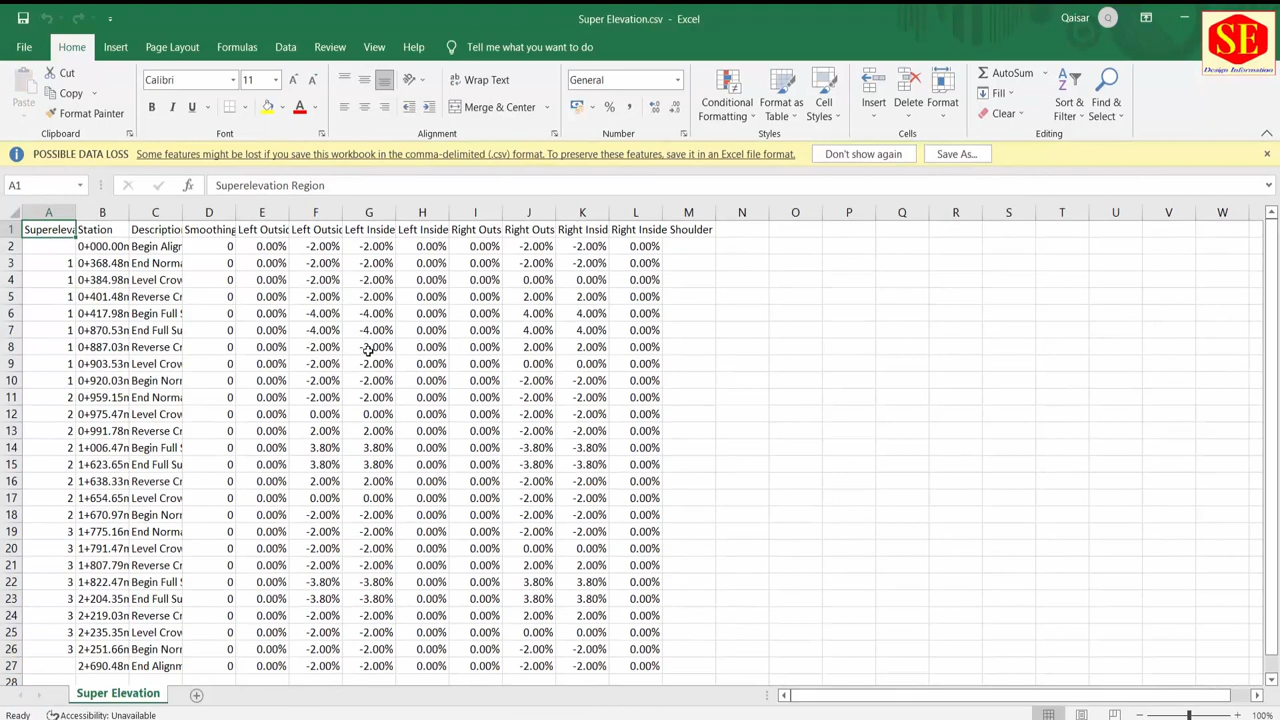 Super Elevation.csv - Excel
Qaisar Q
SE
Design Information
File Home Insert Page Layout Formulas Data Review View Help Tell me what you want to do
Cut
Copy
Format Painter
Paste
Clipboard
Calibri 11
B I U
Font
Wrap Text
Merge & Center
Alignment
General
Number
Conditional Formatting
Format as Table
Cell Styles
Styles
Insert Delete Format
Cells
AutoSum
Fill
Clear
Sort & Filter
Find & Select
Editing
POSSIBLE DATA LOSS Some features might be lost if you save this workbook in the comma-delimited (.csv) format. To preserve these features, save it in an Excel file format. Don't show again Save As...
A1 Superelevation Region
A B C D E F G H I J K L M N O P Q R S T U V W
1 Supereleva Station Description Smoothing Left Outsid Left Outsid Left Inside Left Inside Right Outs Right Outs Right Insid Right Inside Shoulder
2 0+000.00n Begin Align 0 0.00% -2.00% -2.00% 0.00% 0.00% -2.00% -2.00% 0.00%
3 1 0+368.48n End Norma 0 0.00% -2.00% -2.00% 0.00% 0.00% -2.00% -2.00% 0.00%
4 1 0+384.98n Level Crow 0 0.00% -2.00% -2.00% 0.00% 0.00% 0.00% 0.00% 0.00%
5 1 0+401.48n Reverse Cr 0 0.00% -2.00% -2.00% 0.00% 0.00% 2.00% 2.00% 0.00%
6 1 0+417.98n Begin Full S 0 0.00% -4.00% -4.00% 0.00% 0.00% 4.00% 4.00% 0.00%
7 1 0+870.53n End Full Su 0 0.00% -4.00% -4.00% 0.00% 0.00% 4.00% 4.00% 0.00%
8 1 0+887.03n Reverse Cr 0 0.00% -2.00% -2.00% 0.00% 0.00% 2.00% 2.00% 0.00%
9 1 0+903.53n Level Crow 0 0.00% -2.00% -2.00% 0.00% 0.00% 0.00% 0.00% 0.00%
10 1 0+920.03n Begin Nor 0 0.00% -2.00% -2.00% 0.00% 0.00% -2.00% -2.00% 0.00%
11 2 0+959.15n End Norma 0 0.00% -2.00% -2.00% 0.00% 0.00% -2.00% -2.00% 0.00%
12 2 0+975.47n Level Crow 0 0.00% 0.00% 0.00% 0.00% 0.00% -2.00% -2.00% 0.00%
13 2 0+991.78n Reverse Cr 0 0.00% 2.00% 2.00% 0.00% 0.00% -2.00% -2.00% 0.00%
14 2 1+006.47n Begin Full S 0 0.00% 3.80% 3.80% 0.00% 0.00% -3.80% -3.80% 0.00%
15 2 1+623.65n End Full Su 0 0.00% 3.80% 3.80% 0.00% 0.00% -3.80% -3.80% 0.00%
16 2 1+638.33n Reverse Cr 0 0.00% 2.00% 2.00% 0.00% 0.00% -2.00% -2.00% 0.00%
17 2 1+654.65n Level Crow 0 0.00% 0.00% 0.00% 0.00% 0.00% -2.00% -2.00% 0.00%
18 2 1+670.97n Begin Nor 0 0.00% -2.00% -2.00% 0.00% 0.00% -2.00% -2.00% 0.00%
19 3 1+775.16n End Norma 0 0.00% -2.00% -2.00% 0.00% 0.00% -2.00% -2.00% 0.00%
20 3 1+791.47n Level Crow 0 0.00% -2.00% -2.00% 0.00% 0.00% 0.00% 0.00% 0.00%
21 3 1+807.79n Reverse Cr 0 0.00% -2.00% -2.00% 0.00% 0.00% 2.00% 2.00% 0.00%
22 3 1+822.47n Begin Full S 0 0.00% -3.80% -3.80% 0.00% 0.00% 3.80% 3.80% 0.00%
23 3 2+204.35n End Full Su 0 0.00% -3.80% -3.80% 0.00% 0.00% 3.80% 3.80% 0.00%
24 3 2+219.03n Reverse Cr 0 0.00% -2.00% -2.00% 0.00% 0.00% 2.00% 2.00% 0.00%
25 3 2+235.35n Level Crow 0 0.00% -2.00% -2.00% 0.00% 0.00% 0.00% 0.00% 0.00%
26 3 2+251.66n Begin Nor 0 0.00% -2.00% -2.00% 0.00% 0.00% -2.00% -2.00% 0.00%
27 2+690.48n End Alignm 0 0.00% -2.00% -2.00% 0.00% 0.00% -2.00% -2.00% 0.00%
28
Super Elevation
Ready Accessibility: Unavailable 100%